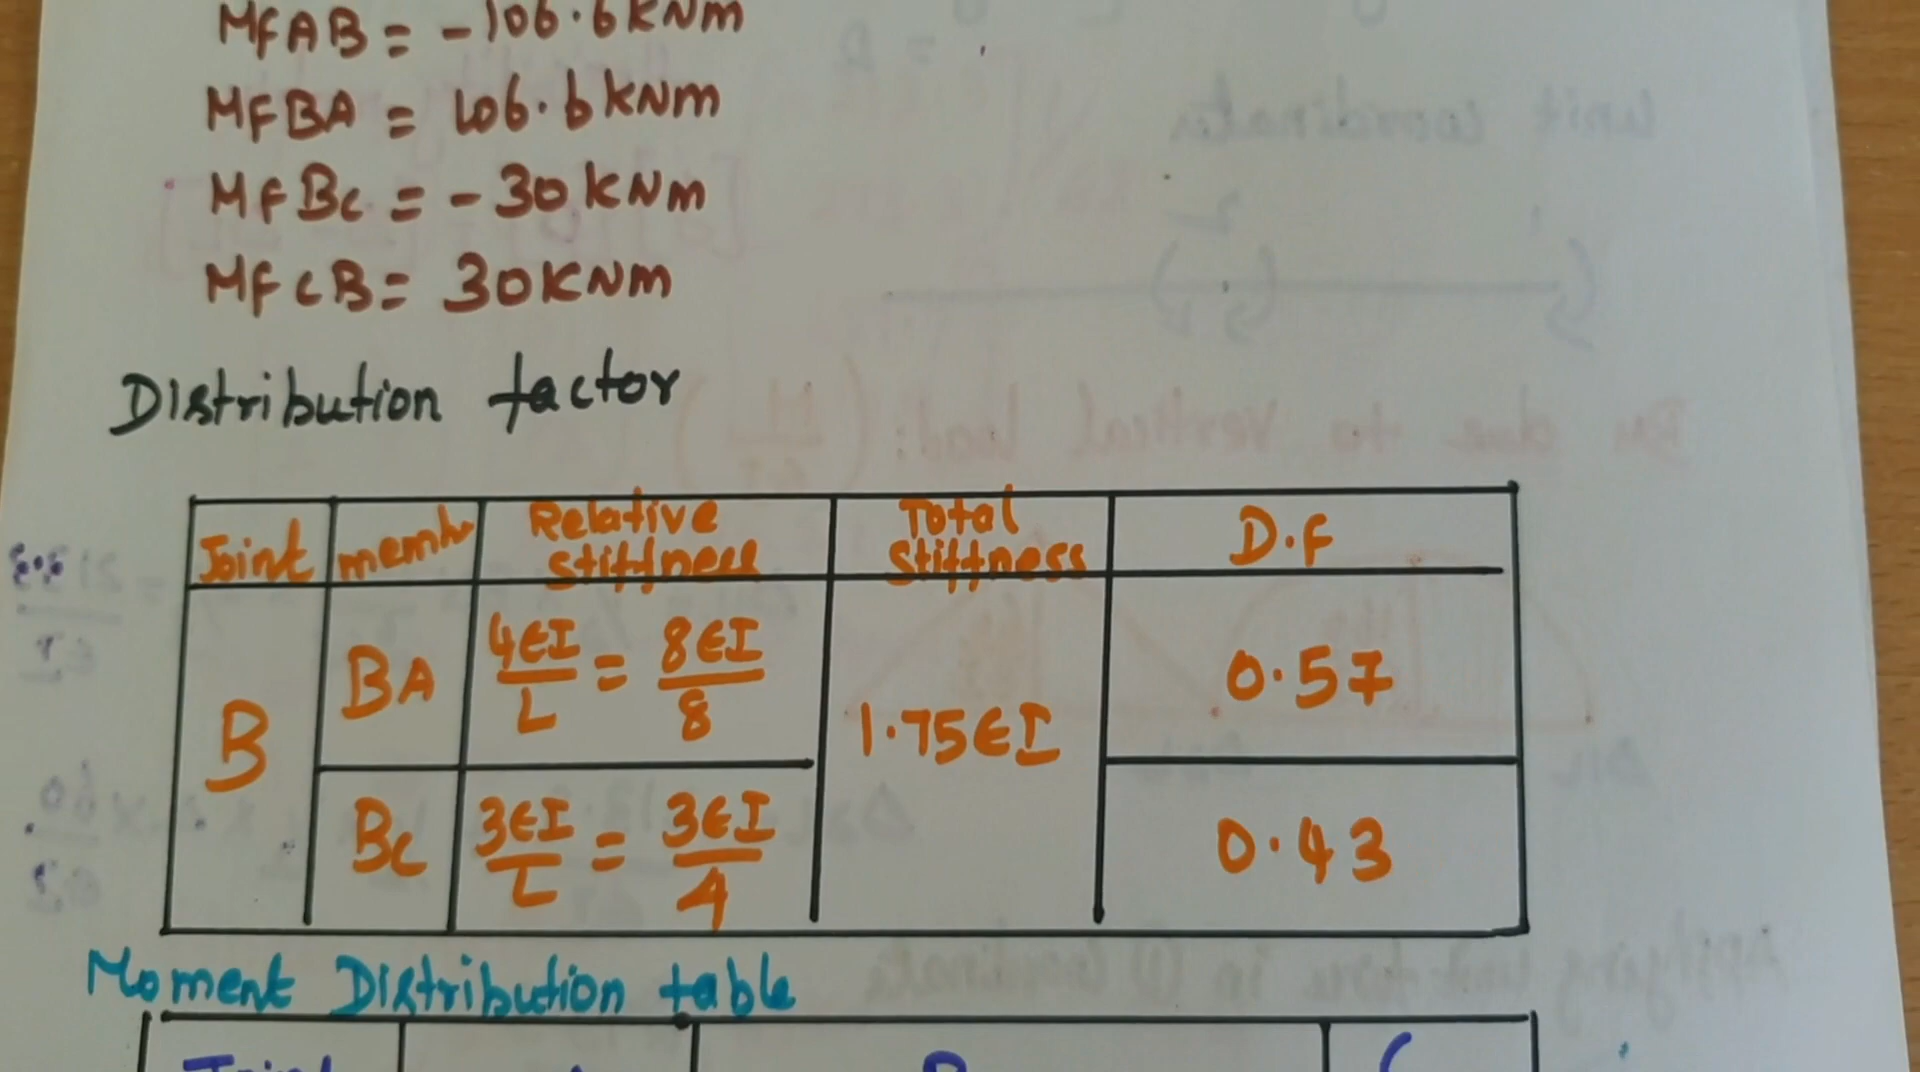 MFAB = -106.6kNm
MFBA = 106.6kNm
MFBC = -30kNm
MFCB = 30KNm
Distribution factor
Joint member Relative stiffness Total Stiffness D.F
B BA 4EI/L = 8EI/8 1.75EI 0.57
BC 3EI/L = 3EI/4 0.43
Moment Distribution table